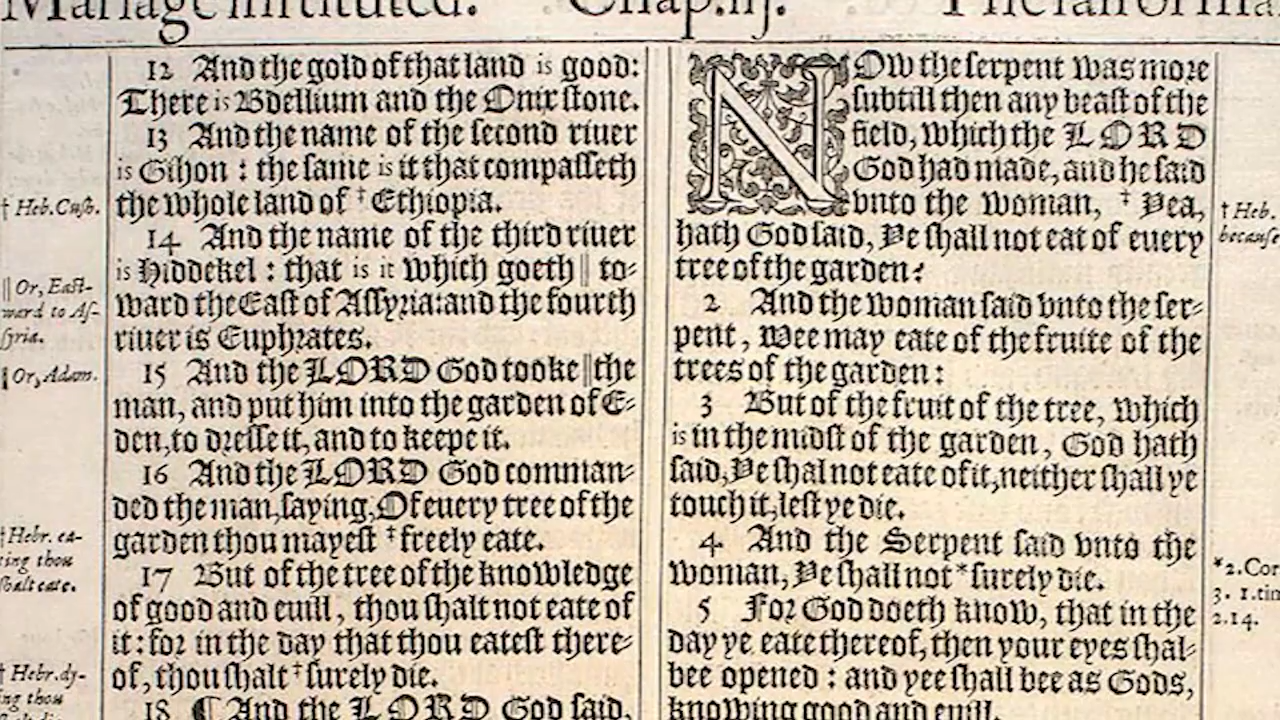 Mariage instituted. Chap.iij.
12 And the gold of that land is good:
There is Bdellium and the Onix stone.
13 And the name of the second riuer
is Gihon : the same is it that compasseth
the whole land of † Ethiopia.
14 And the name of the third riuer
is Hiddekel : that is it which goeth || to-
ward the East of Assyria: and the fourth
riuer is Euphrates.
15 And the LORD God tooke || the
man, and put him into the garden of E-
den, to dresse it, and to keepe it.
16 And the LORD God comman-
ded the man, saying, Of euery tree of the
garden thou mayest ‡ freely eate.
17 But of the tree of the knowledge
of good and euill, thou shalt not eate of
it: for in the day that thou eatest there-
of, thou shalt ‡ surely die.
18 ¶ And the LORD God said,
† Heb. Cush.
|| Or, East-
ward to As-
syria.
|| Or, Adam.
† Hebr. ea-
ting thou
shalt eate.
† Hebr. dy-
ing thou
NOw the serpent was more
subtill then any beast of the
field, which the LORD
God had made, and he said
vnto the woman, ‡ Yea,
hath God said, Ye shall not eat of euery
tree of the garden?
2 And the woman said vnto the ser-
pent, Wee may eate of the fruite of the
trees of the garden:
3 But of the fruit of the tree, which
is in the midst of the garden, God hath
said, Ye shal not eate of it, neither shall ye
touch it, lest ye die.
4 And the Serpent said vnto the
woman, Ye shall not * surely die.
5 For God doeth know, that in the
day ye eate thereof, then your eyes shal-
bee opened : and yee shall bee as Gods,
knowing good and euill.
† Heb.
because
*2.Cor
3. 1.tim
2.14.